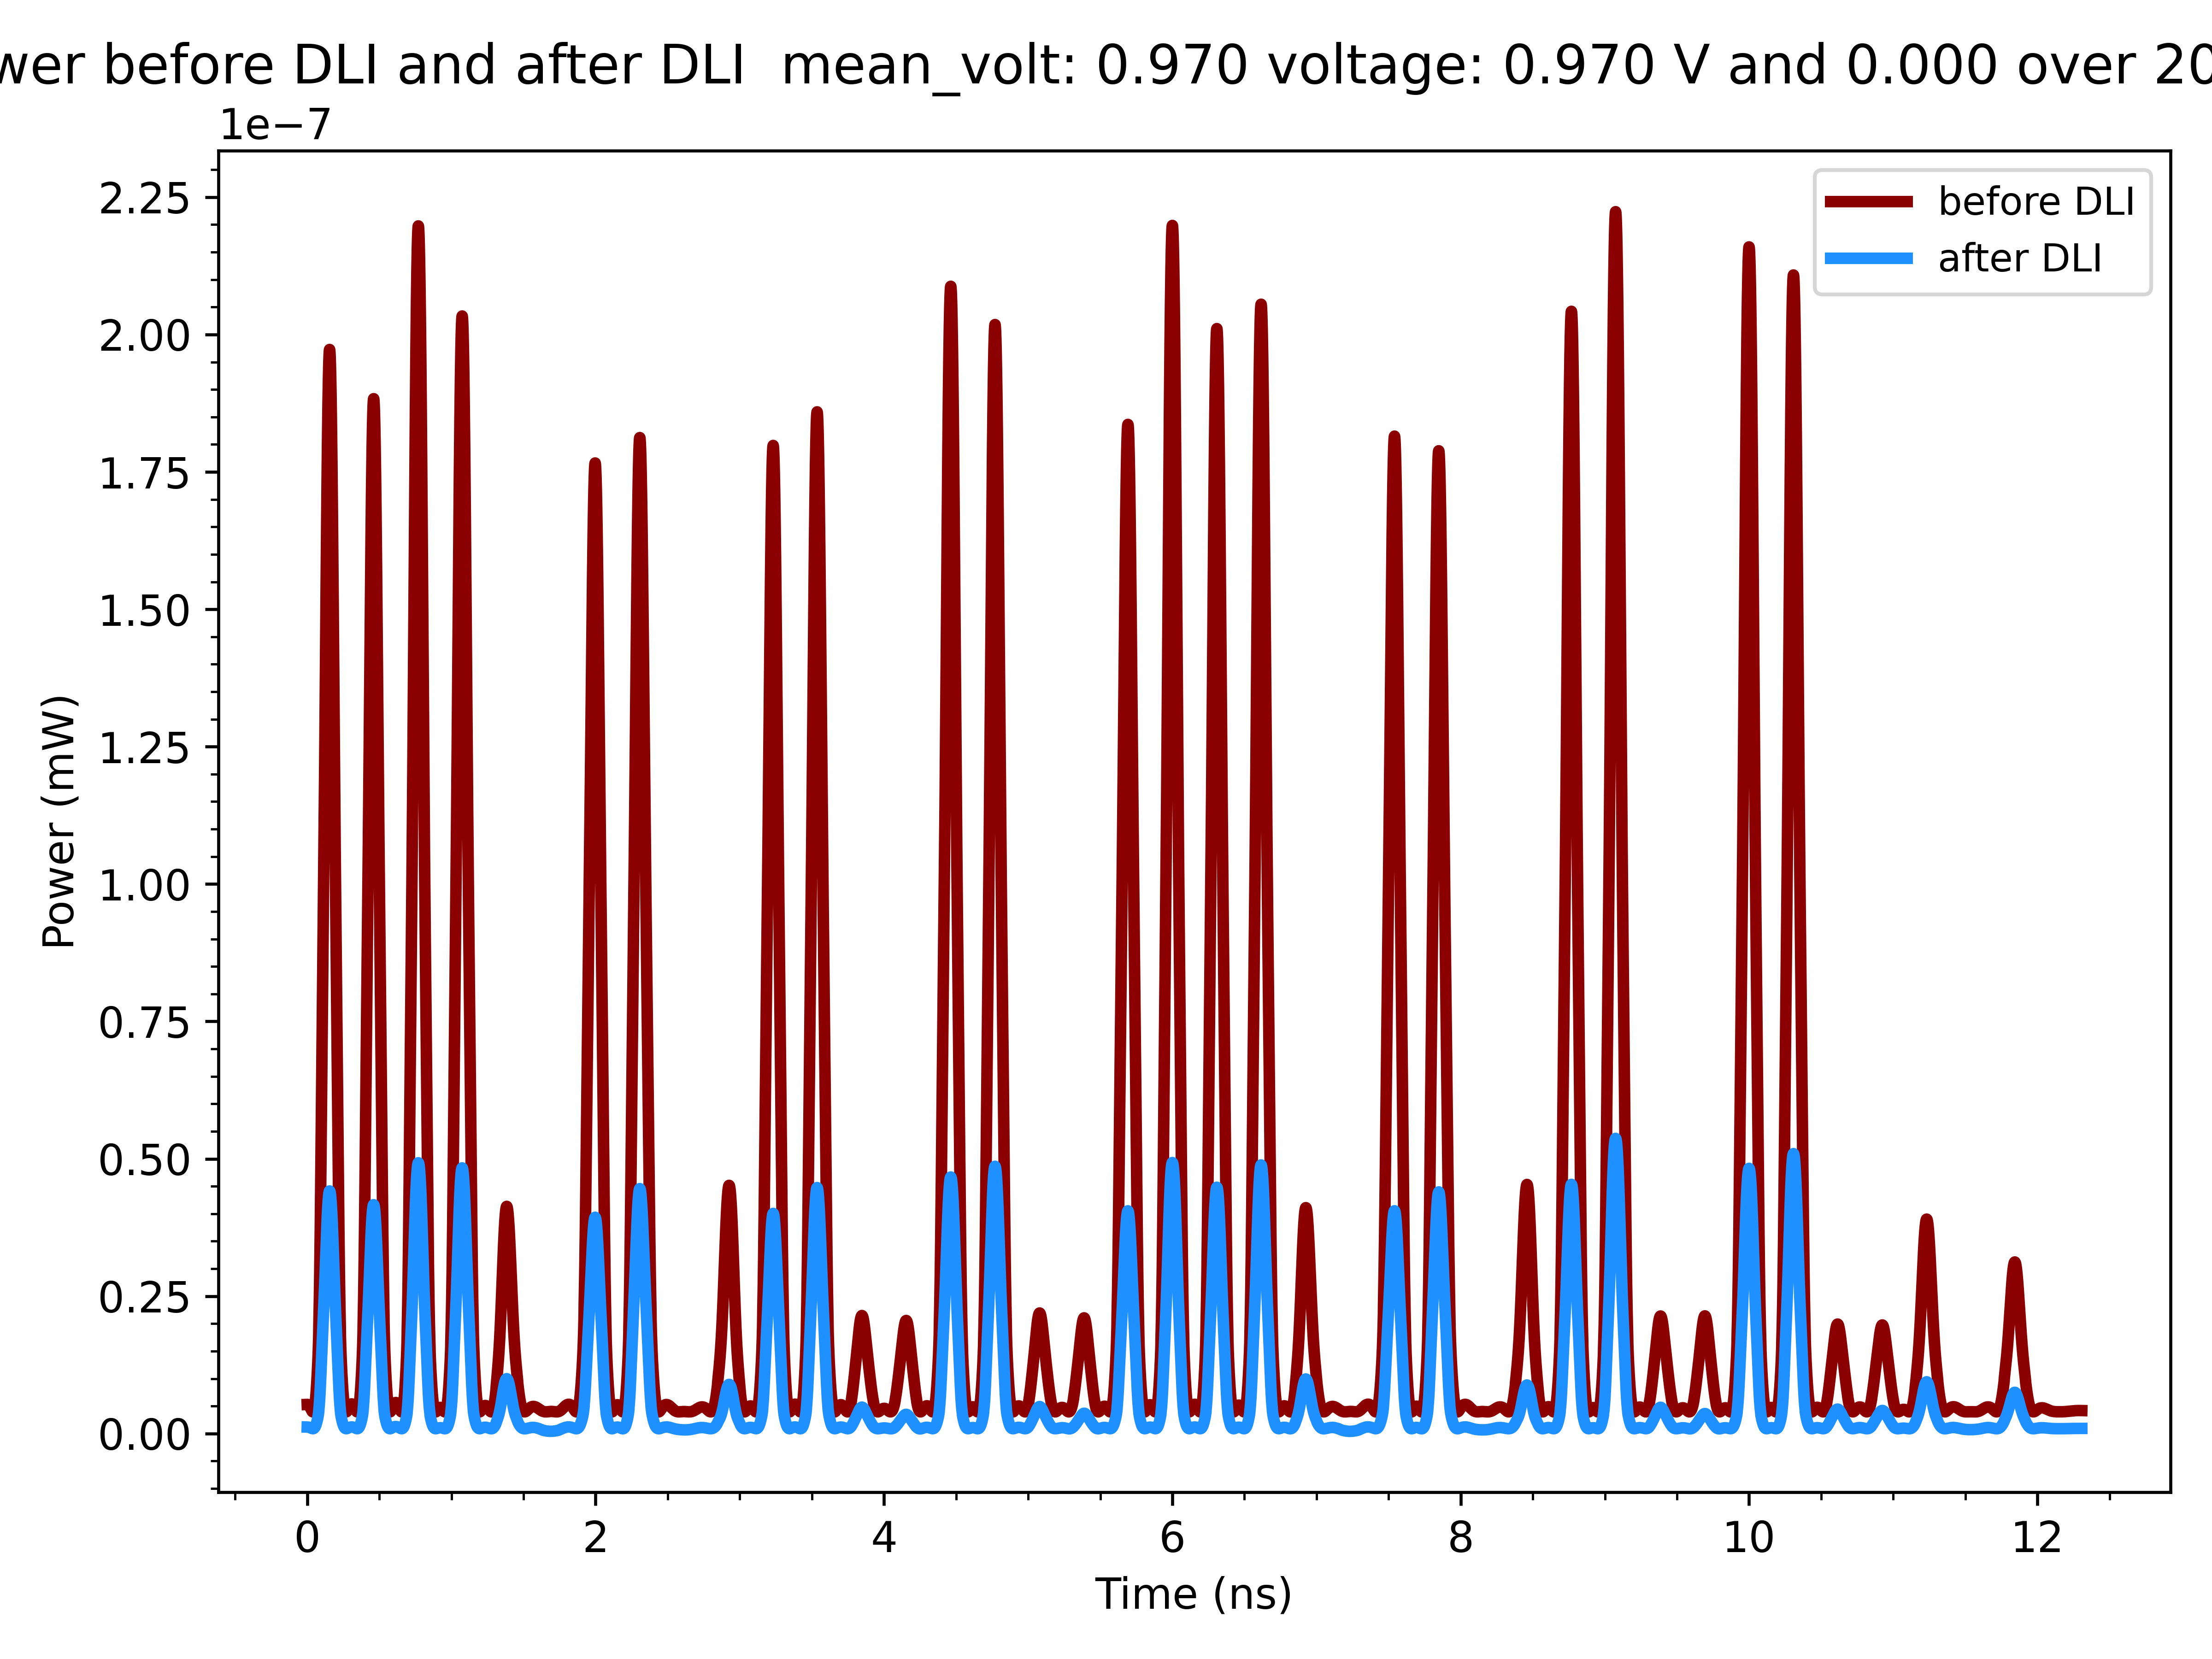 before DLI and after DLI mean_volt: 0.970 voltage: 0.970 V and 0.000 over
1e−7
2.25
2.00
1.75
1.50
1.25
1.00
0.75
0.50
0.25
0.00
Power (mW)
before DLI
after DLI
0 2 4 6 8 10 12
Time (ns)